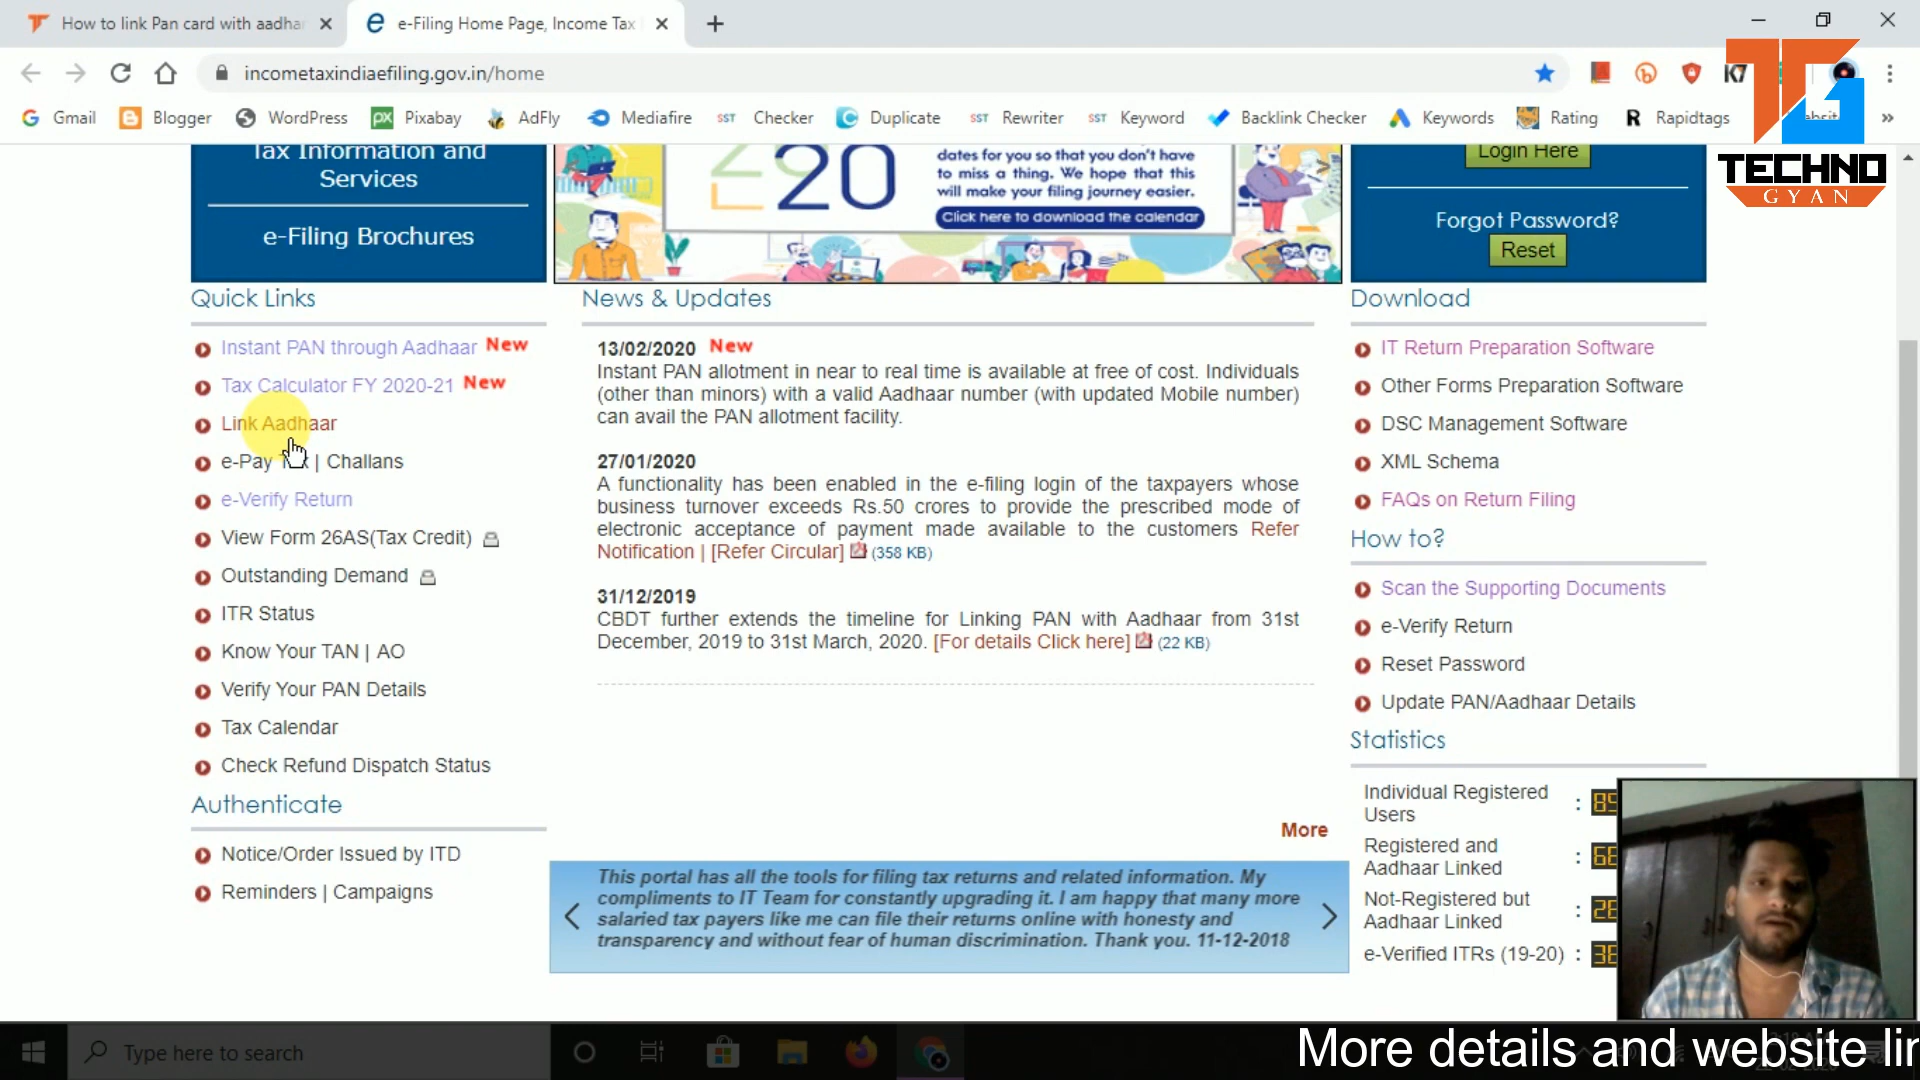 How to link Pan card with aadha
e-Filing Home Page, Income Tax
incometaxindiaefiling.gov.in/home
Gmail Blogger WordPress Pixabay AdFly Mediafire Checker Duplicate Rewriter Keyword Backlink Checker Keywords Rating Rapidtags
TECHNO
GYAN
Tax Information and
Services
e-Filing Brochures
20
dates for you so that you don't have
to miss a thing. We hope that this
will make your filing journey easier.
Click here to download the calendar
Login Here
Forgot Password?
Reset
Quick Links
Instant PAN through Aadhaar New
Tax Calculator FY 2020-21 New
Link Aadhaar
e-Pay Tax | Challans
e-Verify Return
View Form 26AS(Tax Credit)
Outstanding Demand
ITR Status
Know Your TAN | AO
Verify Your PAN Details
Tax Calendar
Check Refund Dispatch Status
Authenticate
Notice/Order Issued by ITD
Reminders | Campaigns
News & Updates
13/02/2020 New
Instant PAN allotment in near to real time is available at free of cost. Individuals
(other than minors) with a valid Aadhaar number (with updated Mobile number)
can avail the PAN allotment facility.
27/01/2020
A functionality has been enabled in the e-filing login of the taxpayers whose
business turnover exceeds Rs.50 crores to provide the prescribed mode of
electronic acceptance of payment made available to the customers Refer
Notification | [Refer Circular] (358 KB)
31/12/2019
CBDT further extends the timeline for Linking PAN with Aadhaar from 31st
December, 2019 to 31st March, 2020. [For details Click here] (22 KB)
More
This portal has all the tools for filing tax returns and related information. My
compliments to IT Team for constantly upgrading it. I am happy that many more
salaried tax payers like me can file their returns online with honesty and
transparency and without fear of human discrimination. Thank you. 11-12-2018
Download
IT Return Preparation Software
Other Forms Preparation Software
DSC Management Software
XML Schema
FAQs on Return Filing
How to?
Scan the Supporting Documents
e-Verify Return
Reset Password
Update PAN/Aadhaar Details
Statistics
Individual Registered
Users :
Registered and
Aadhaar Linked :
Not-Registered but
Aadhaar Linked :
e-Verified ITRs (19-20) :
Type here to search
More details and website lin